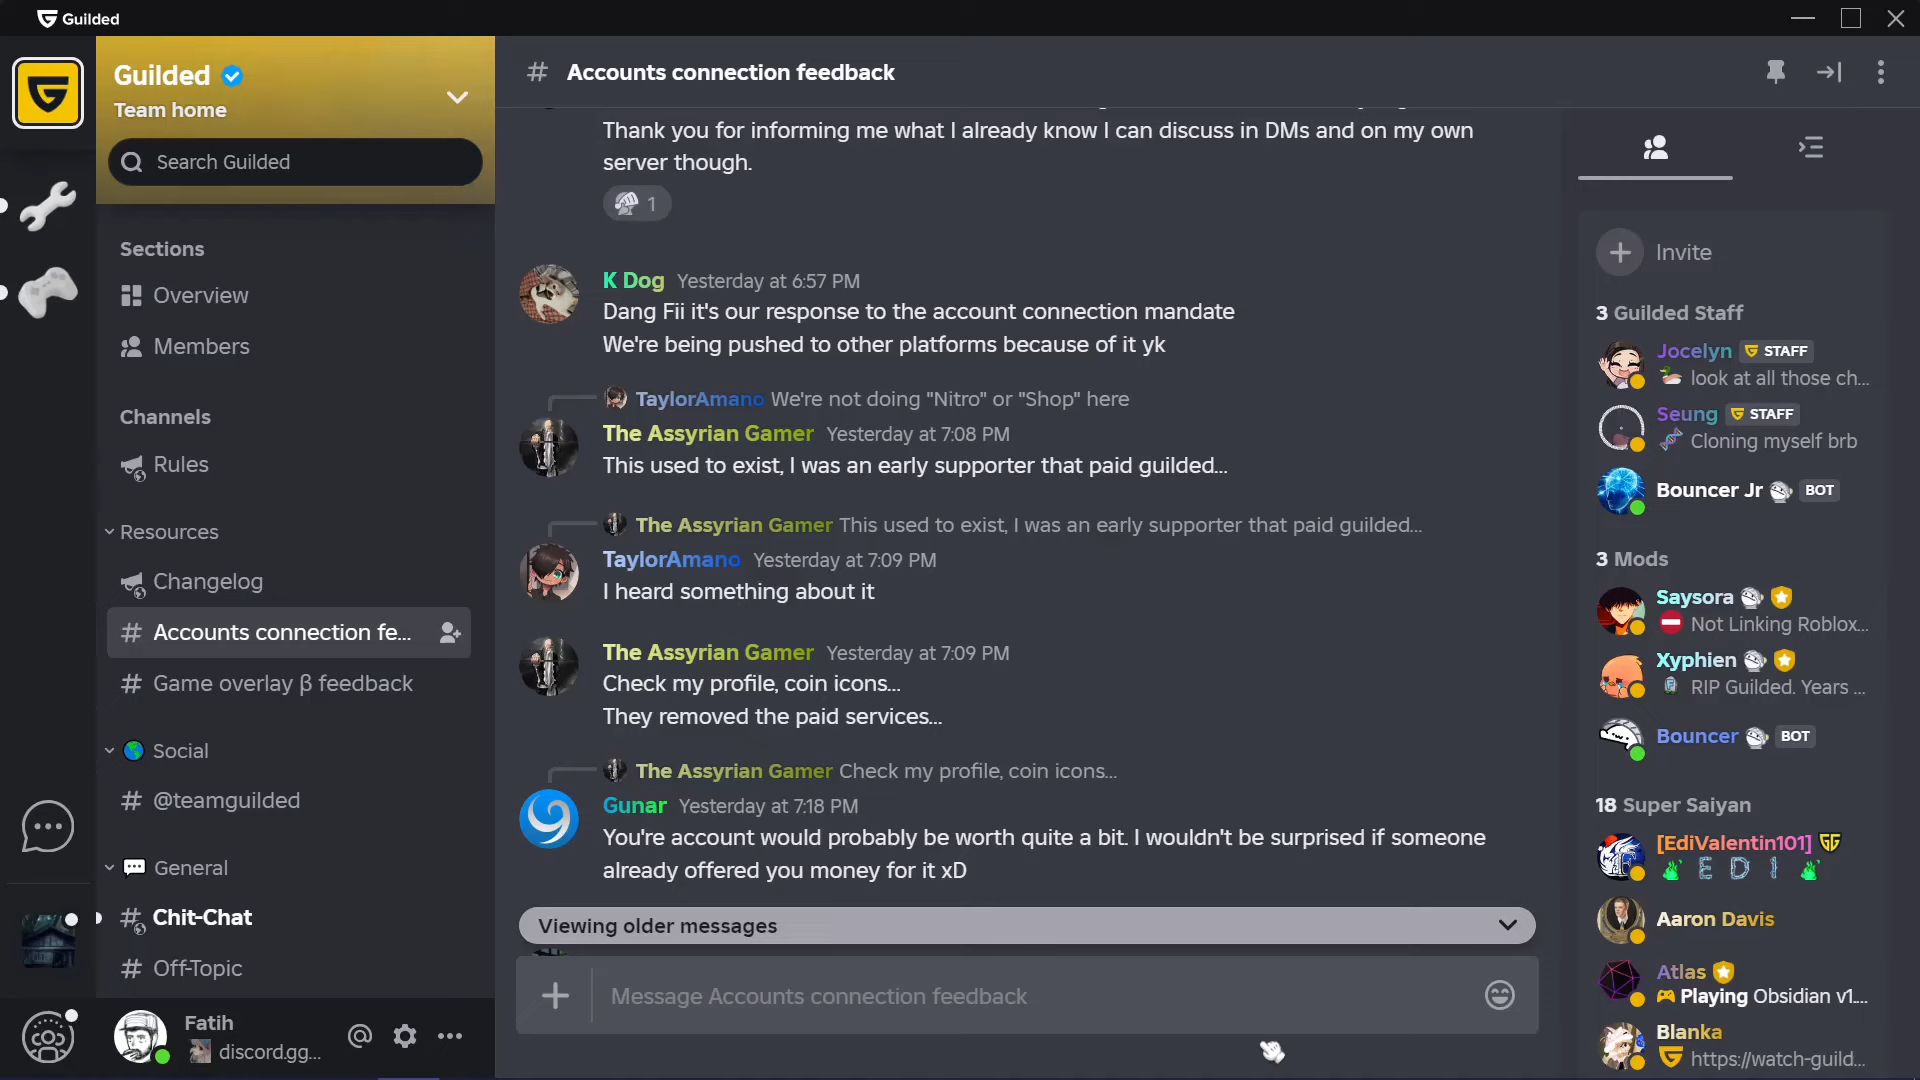 Guilded
Guilded
Team home
Search Guilded
Sections
Overview
Members
Channels
Rules
Resources
Changelog
Accounts connection fe...
Game overlay β feedback
Social
@teamguilded
General
Chit-Chat
Off-Topic
Fatih
discord.gg...
Accounts connection feedback
Thank you for informing me what I already know I can discuss in DMs and on my own
server though.
1
K Dog Yesterday at 6:57 PM
Dang Fii it's our response to the account connection mandate
We're being pushed to other platforms because of it yk
TaylorAmano We're not doing "Nitro" or "Shop" here
The Assyrian Gamer Yesterday at 7:08 PM
This used to exist, I was an early supporter that paid guilded...
The Assyrian Gamer This used to exist, I was an early supporter that paid guilded...
TaylorAmano Yesterday at 7:09 PM
I heard something about it
The Assyrian Gamer Yesterday at 7:09 PM
Check my profile, coin icons...
They removed the paid services...
The Assyrian Gamer Check my profile, coin icons...
Gunar Yesterday at 7:18 PM
You're account would probably be worth quite a bit. I wouldn't be surprised if someone
already offered you money for it xD
Viewing older messages
Message Accounts connection feedback
Invite
3 Guilded Staff
Jocelyn STAFF
look at all those ch...
Seung STAFF
Cloning myself brb
Bouncer Jr BOT
3 Mods
Saysora
Not Linking Roblox...
Xyphien
RIP Guilded. Years ...
Bouncer BOT
18 Super Saiyan
[EdiValentin101] GG
E D I
Aaron Davis
Atlas
Playing Obsidian v1....
Blanka
https://watch-guild...